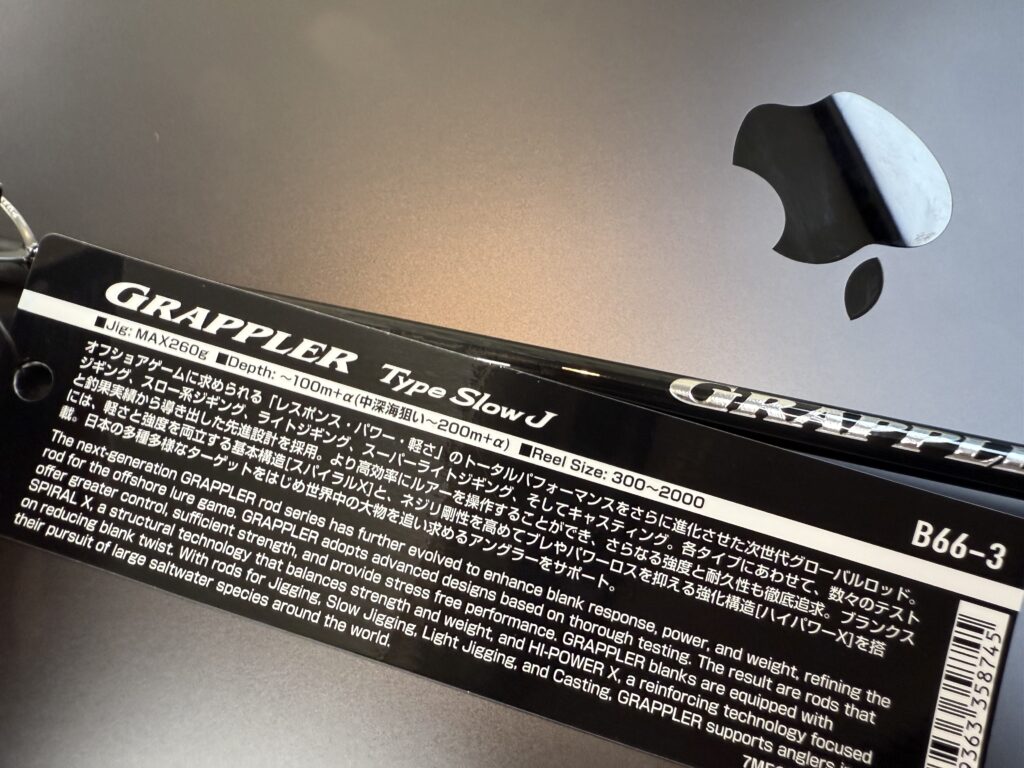 GRAPPLER Type Slow J
B66-3
■Jig: MAX260g ■Depth: ～100m+α(中深海狙い～200m+α) ■Reel Size: 300～2000
オフショアゲームに求められる「レスポンス・パワー・軽さ」のトータルパフォーマンスをさらに進化させた次世代グローバルロッド。
ジギング、スロー系ジギング、ライトジギング、スーパーライトジギング、そしてキャスティング。各タイプにあわせて、数々のテスト
と釣果実績から導き出した先進設計を採用。より高効率にルアーを操作することができ、さらなる強度と耐久性も徹底追求。ブランクス
には、軽さと強度を両立する基本構造[スパイラルX]と、ネジリ剛性を高めてブレやパワーロスを抑える強化構造[ハイパワーX]を搭
載。日本の多種多様なターゲットをはじめ世界中の大物を追い求めるアングラーをサポート。
The next-generation GRAPPLER rod series has further evolved to enhance blank response, power, and weight, refining the
rod for the offshore lure game. GRAPPLER adopts advanced designs based on thorough testing. The result are rods that
offer greater control, sufficient strength, and provide stress free performance. GRAPPLER blanks are equipped with
SPIRAL X, a structural technology that balances strength and weight, and HI-POWER X, a reinforcing technology focused
on reducing blank twist. With rods for Jigging, Slow Jigging, Light Jigging, and Casting, GRAPPLER supports anglers in
their pursuit of large saltwater species around the world.
9363 358745
GRAPPLE